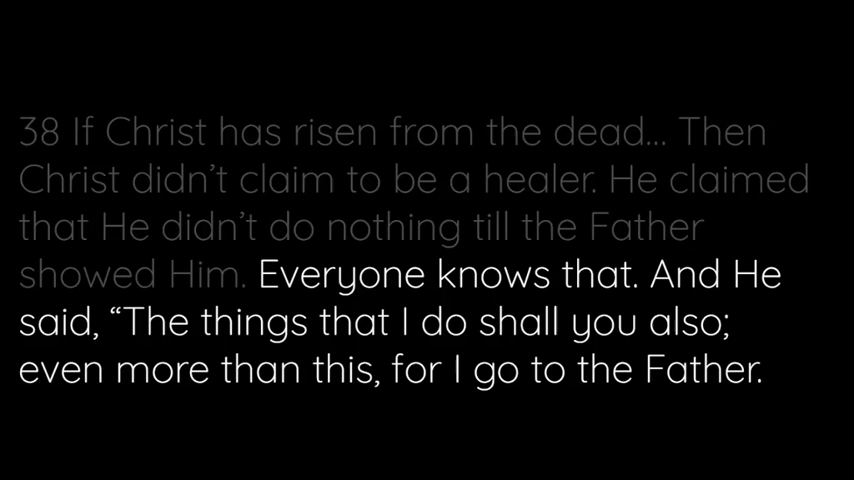 38 If Christ has risen from the dead... Then
Christ didn’t claim to be a healer. He claimed
that He didn’t do nothing till the Father
showed Him. Everyone knows that. And He
said, “The things that I do shall you also;
even more than this, for I go to the Father.